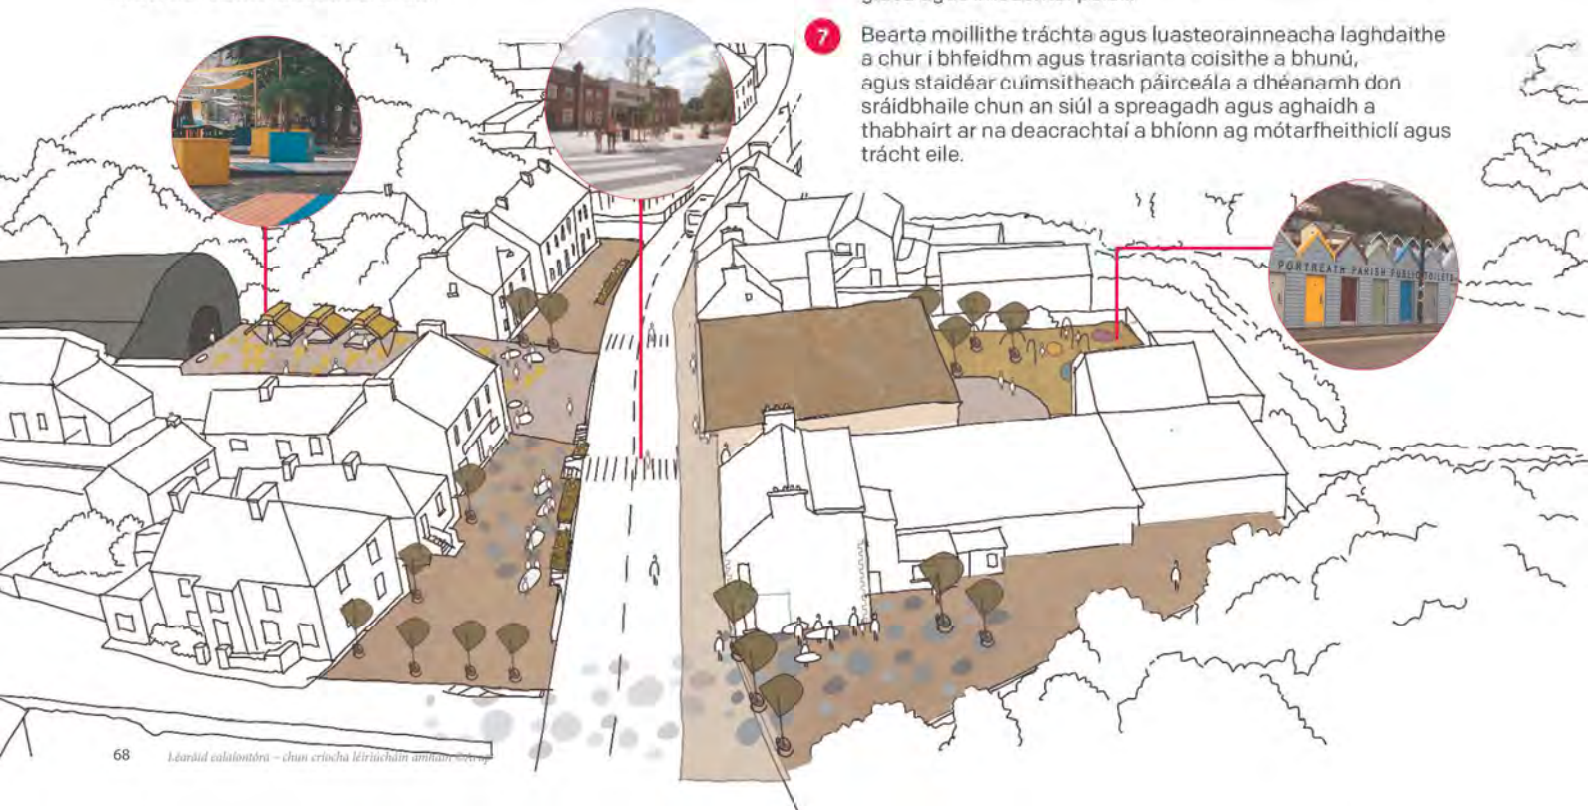 7
Bearta moillithe tráchta agus luasteorainneacha laghdaithe
a chur i bhfeidhm agus trasrianta coisithe a bhunú,
agus staidéar cuimsitheach páirceála a dhéanamh don
sráidbhaile chun an siúl a spreagadh agus aghaidh a
thabhairt ar na deacrachtaí a bhíonn ag mótarfheithiclí agus
trácht eile.
PORTREATH PARISH PUBLIC TOILETS
68
Léaráid ealaíontóra – chun críocha léiriúcháin amháin ©Arup